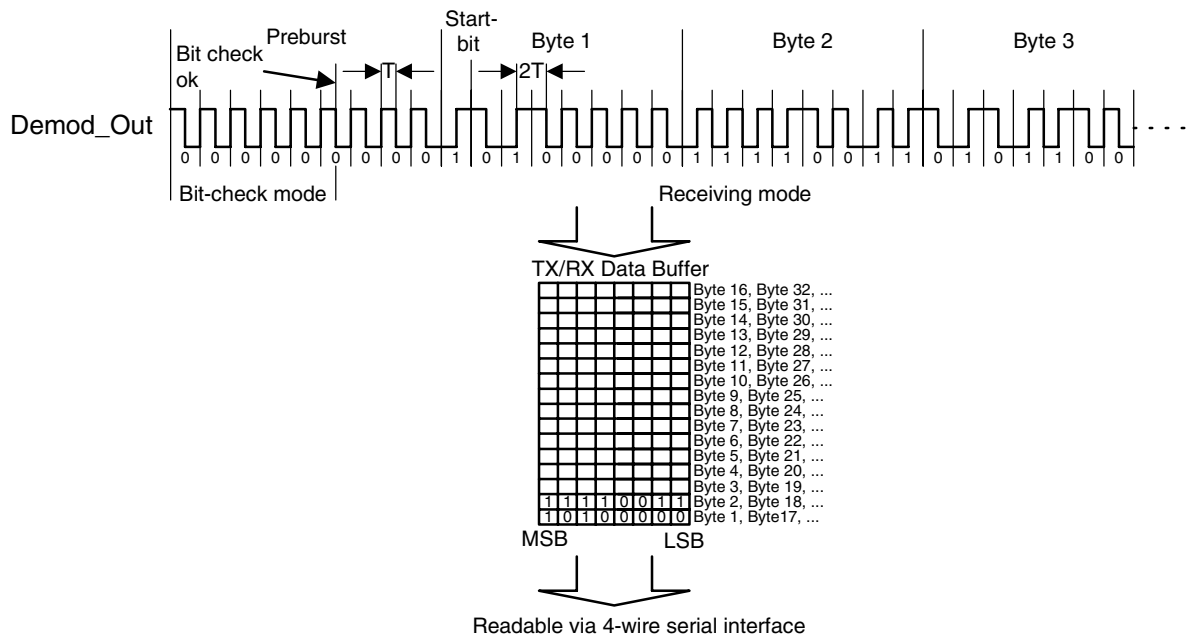 Preburst
Bit check
ok
T
Start-
bit
Byte 1
2T
Byte 2
Byte 3
Demod_Out
0 0 0 0 0 0 0 0 0 1 0 1 0 0 0 0 0 1 1 1 1 0 0 1 1 0 1 0 1 1 0 0
Bit-check mode
Receiving mode
TX/RX Data Buffer
Byte 16, Byte 32, ...
Byte 15, Byte 31, ...
Byte 14, Byte 30, ...
Byte 13, Byte 29, ...
Byte 12, Byte 28, ...
Byte 11, Byte 27, ...
Byte 10, Byte 26, ...
Byte 9, Byte 25, ...
Byte 8, Byte 24, ...
Byte 7, Byte 23, ...
Byte 6, Byte 22, ...
Byte 5, Byte 21, ...
Byte 4, Byte 20, ...
Byte 3, Byte 19, ...
1 1 1 1 0 0 1 1 Byte 2, Byte 18, ...
1 0 1 0 0 0 0 0 Byte 1, Byte17, ...
MSB LSB
Readable via 4-wire serial interface